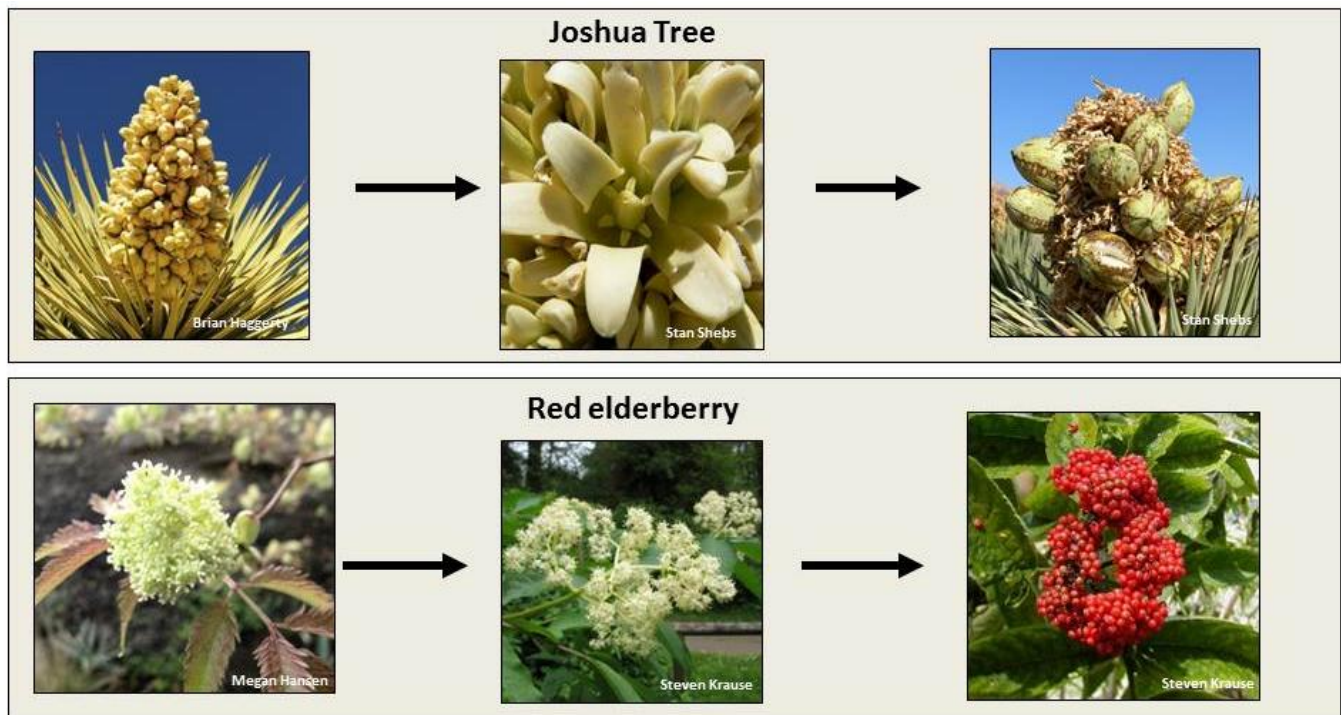 Joshua Tree
Brian Haggerty
Stan Shebs
Stan Shebs
Red elderberry
Megan Hansen
Steven Krause
Steven Krause